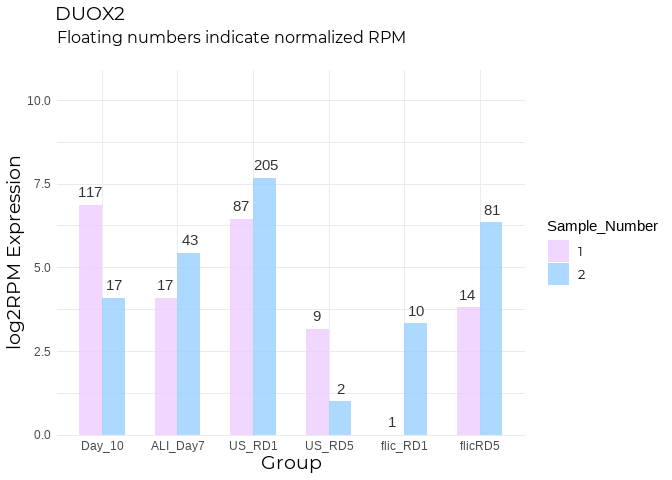 DUOX2
Floating numbers indicate normalized RPM
log2RPM Expression
10.0
7.5
5.0
2.5
0.0
117
17
17
43
87
205
9
2
1
10
14
81
Day_10
ALI_Day7
US_RD1
US_RD5
flic_RD1
flicRD5
Group
Sample_Number
1
2